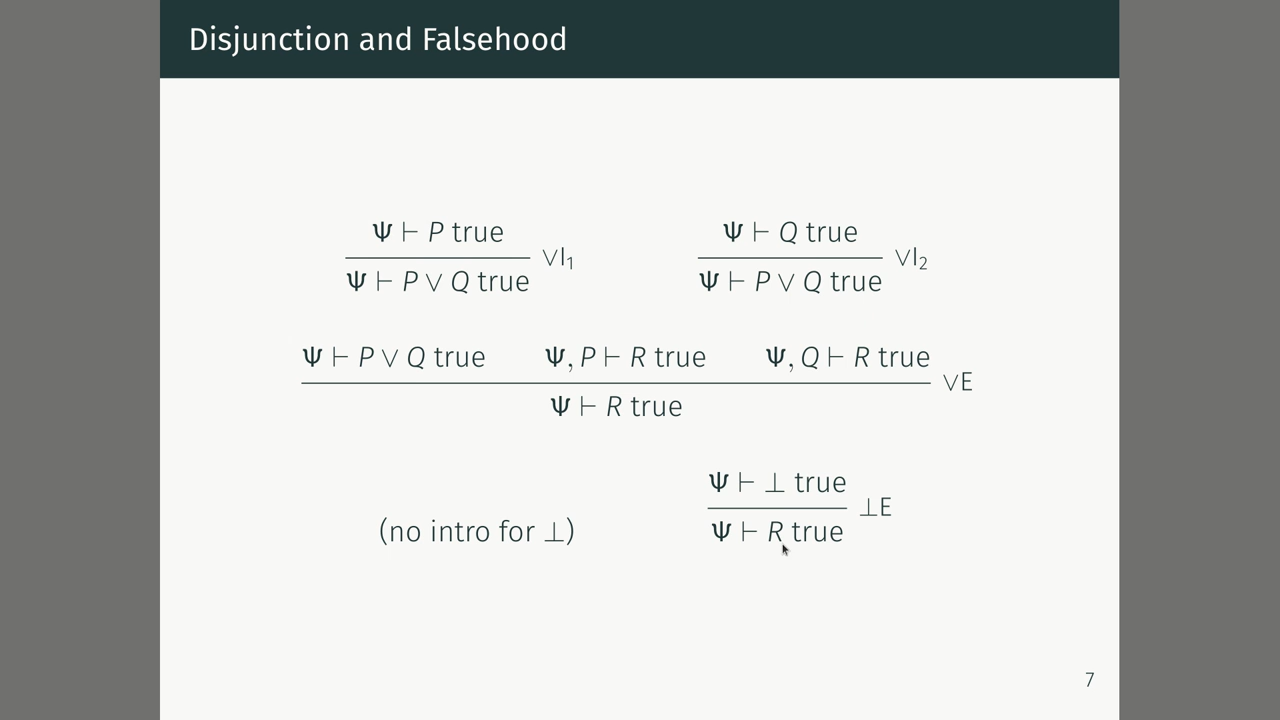 Disjunction and Falsehood
Ψ ⊢ P true
Ψ ⊢ P ∨ Q true ∨I₁
Ψ ⊢ Q true
Ψ ⊢ P ∨ Q true ∨I₂
Ψ ⊢ P ∨ Q true Ψ, P ⊢ R true Ψ, Q ⊢ R true ∨E
Ψ ⊢ R true
(no intro for ⊥)
Ψ ⊢ ⊥ true ⊥E
Ψ ⊢ R true
7